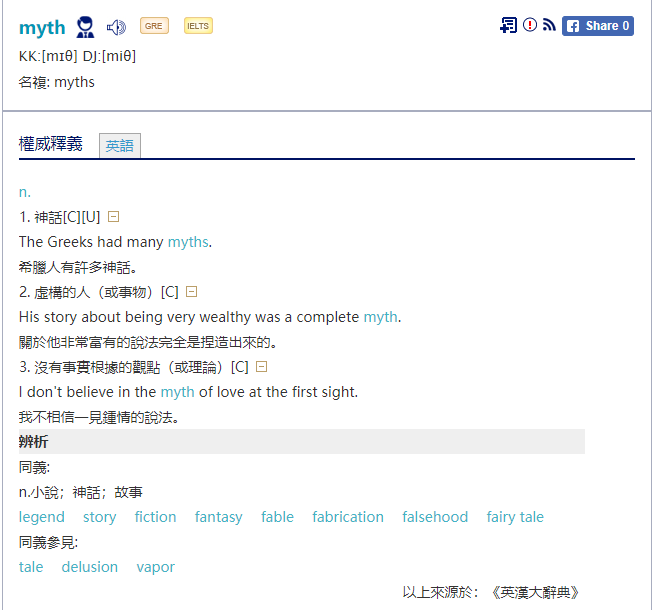 myth GRE IELTS Share 0
KK:[mɪθ] DJ:[miθ]
名複: myths
權威釋義 英語
n.
1. 神話[C][U]
The Greeks had many myths.
希臘人有許多神話。
2. 虛構的人（或事物）[C]
His story about being very wealthy was a complete myth.
關於他非常富有的說法完全是捏造出來的。
3. 沒有事實根據的觀點（或理論）[C]
I don't believe in the myth of love at the first sight.
我不相信一見鍾情的說法。
辨析
同義:
n.小說；神話；故事
legend story fiction fantasy fable fabrication falsehood fairy tale
同義參見:
tale delusion vapor
以上來源於：《英漢大辭典》